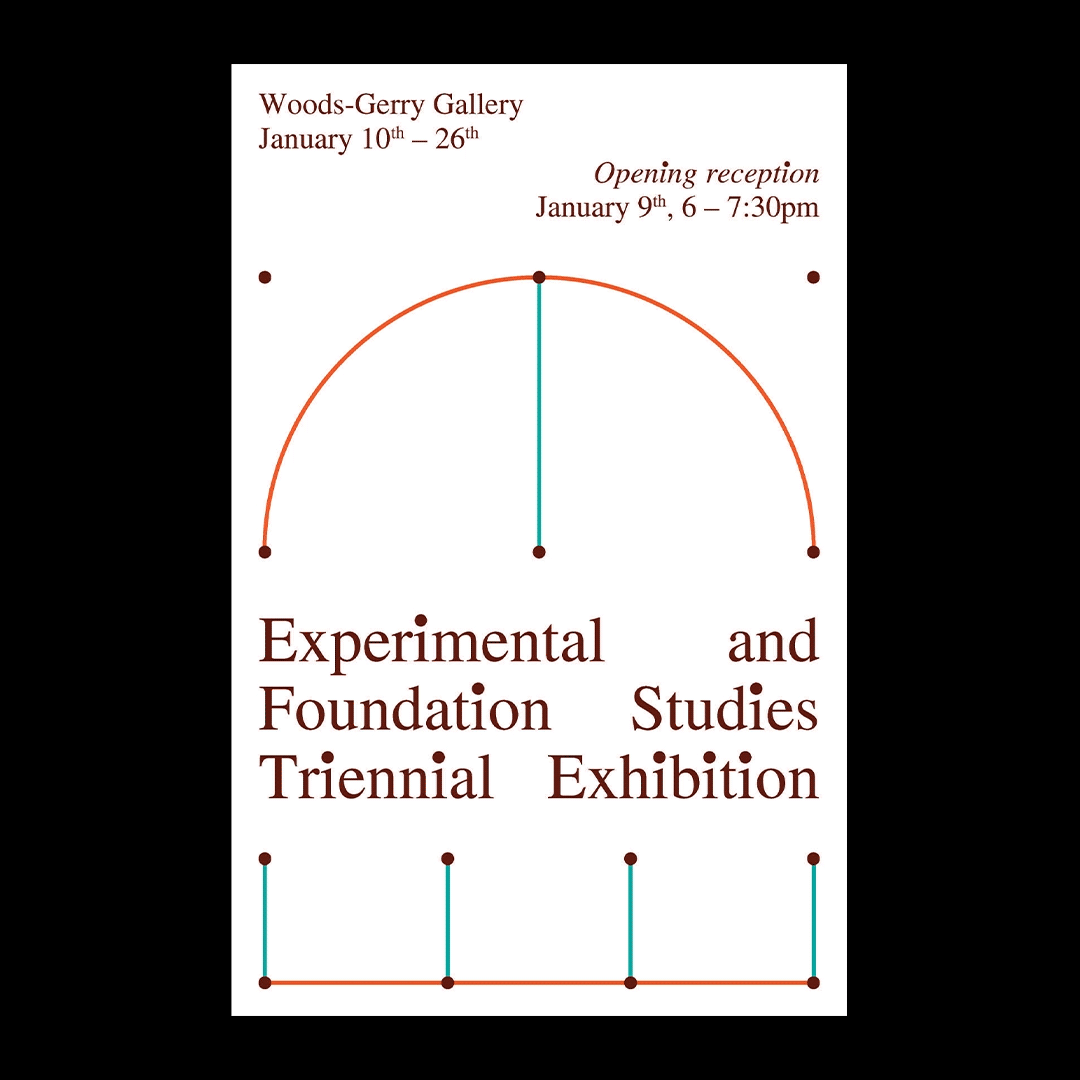 Woods-Gerry Gallery
January 10th – 26th
Opening reception
January 9th, 6 – 7:30pm
Experimental and
Foundation Studies
Triennial Exhibition